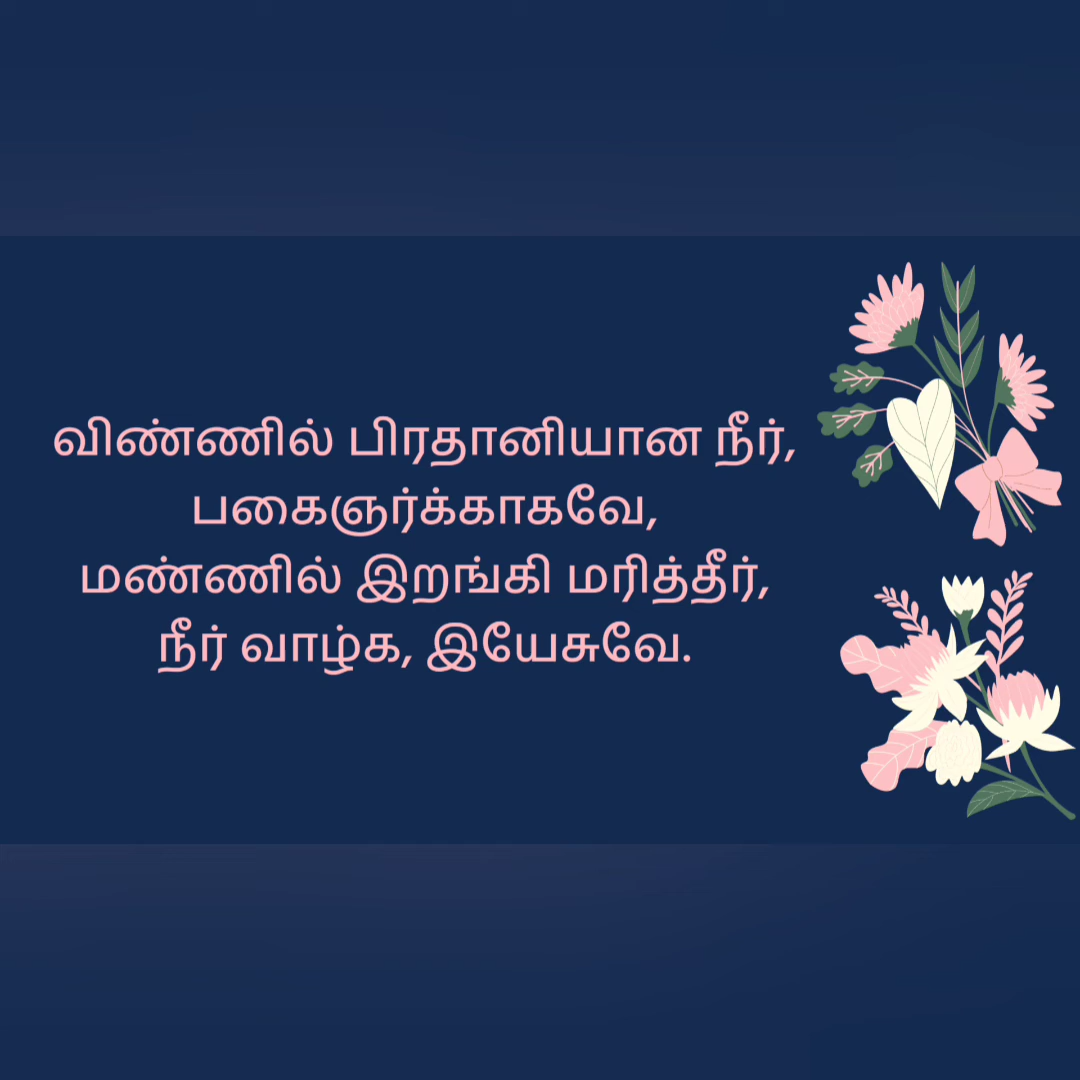 விண்ணில் பிரதானியான நீர்,
பகைஞர்க்காகவே,
மண்ணில் இறங்கி மரித்தீர்,
நீர் வாழ்க, இயேசுவே.